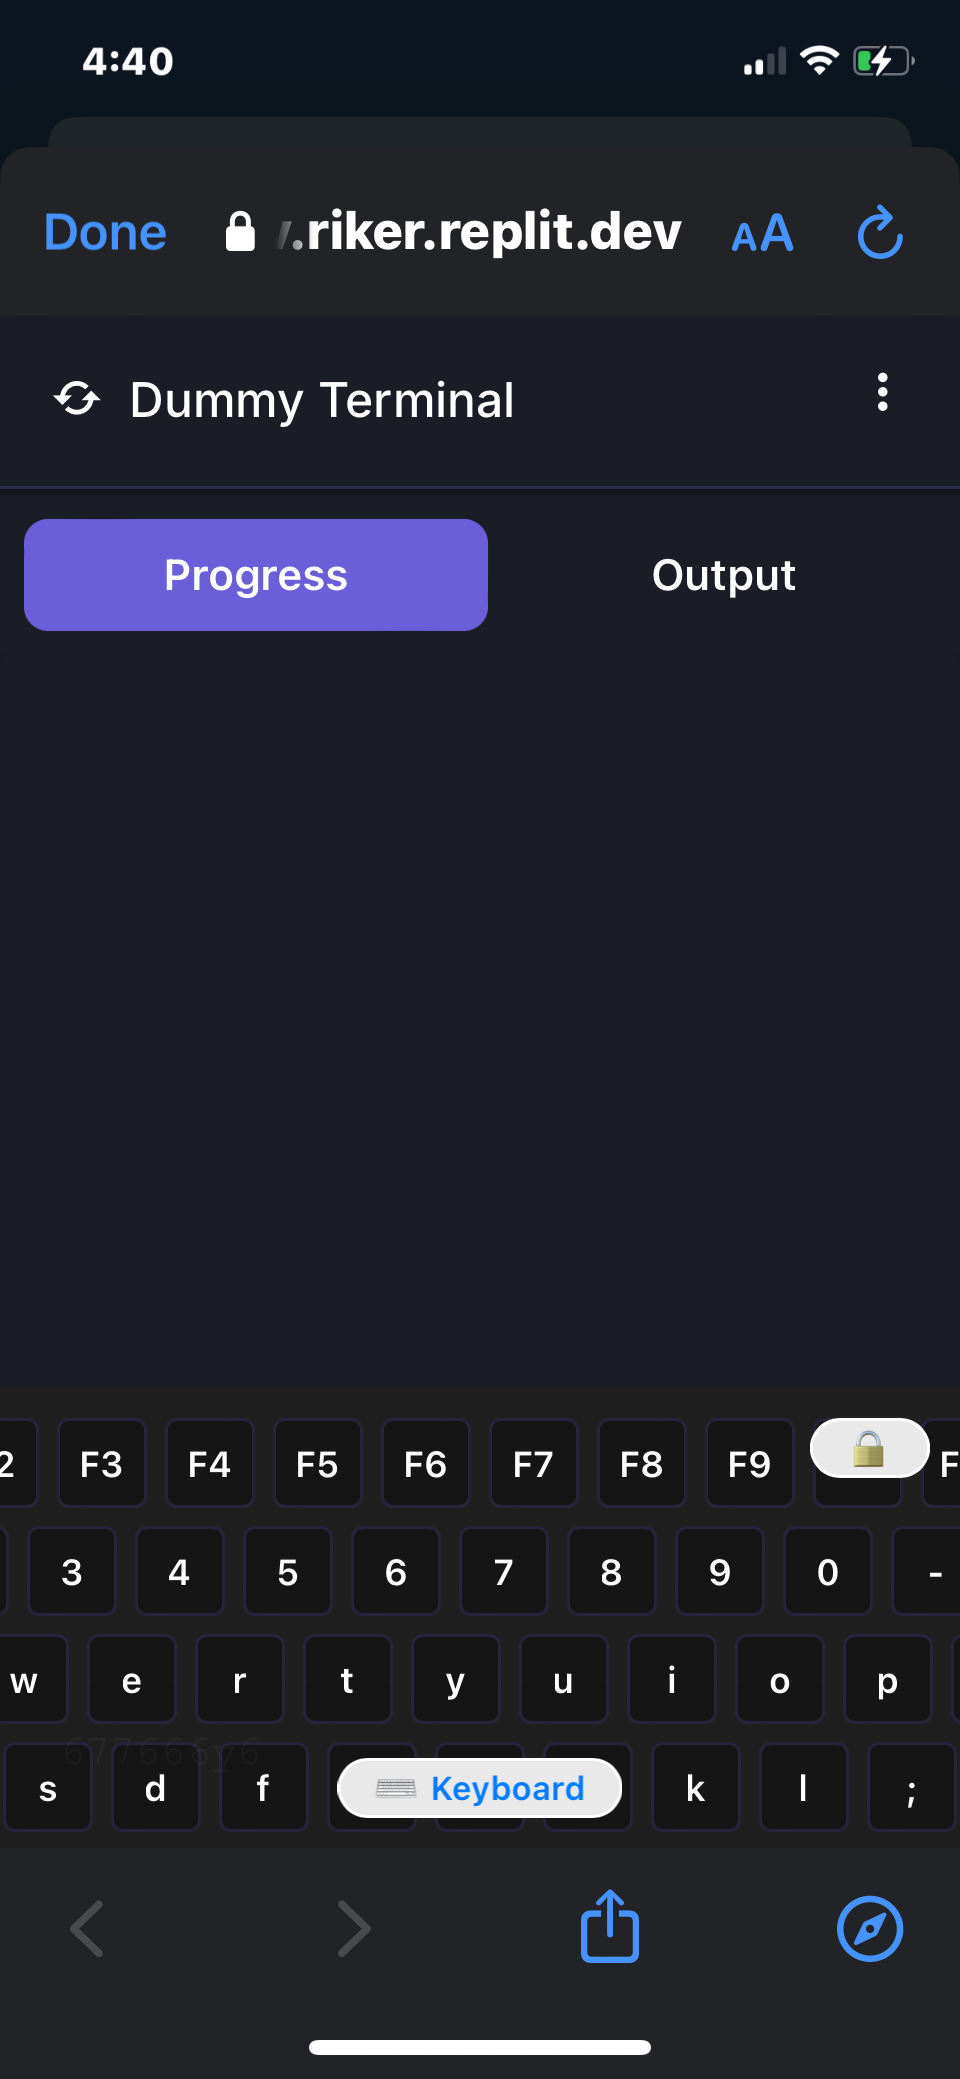 4:40
Done .riker.replit.dev AA
Dummy Terminal
Progress Output
2 F3 F4 F5 F6 F7 F8 F9 F
3 4 5 6 7 8 9 0 -
w e r t y u i o p
677666y6
s d f Keyboard k l ;